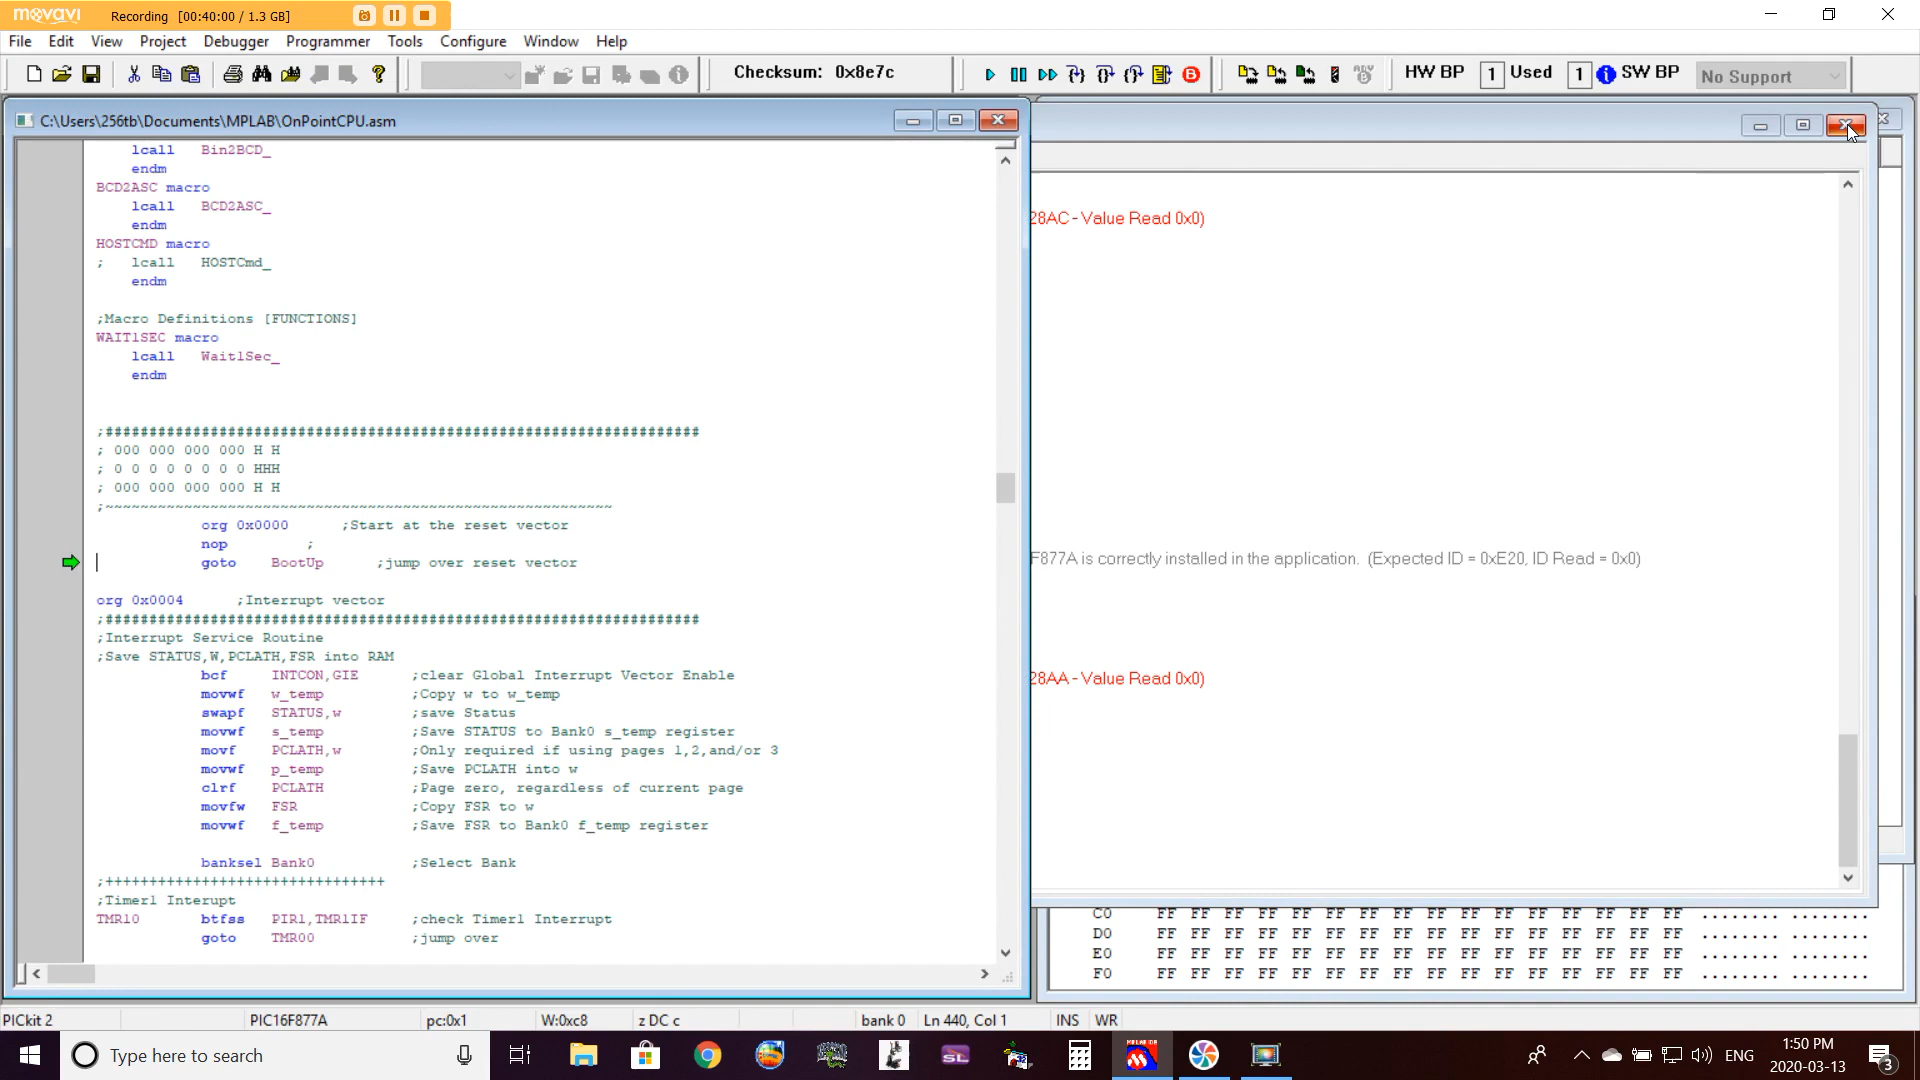 movavi Recording [00:40:00 / 1.3 GB]
File Edit View Project Debugger Programmer Tools Configure Window Help
Checksum: 0x8e7c
HW BP 1 Used 1 SW BP No Support
C:\Users\256tb\Documents\MPLAB\OnPointCPU.asm
lcall Bin2BCD_
endm
BCD2ASC macro
lcall BCD2ASC_
endm
HOSTCMD macro
; lcall HOSTCmd_
endm
;Macro Definitions [FUNCTIONS]
WAIT1SEC macro
lcall Wait1Sec_
endm
;####################################################################
; 000 000 000 000 H H
; 0 0 0 0 0 0 0 0 HHH
; 000 000 000 000 H H
;~~~~~~~~~~~~~~~~~~~~~~~~~~~~~~~~~~~~~~~~~~~~~~~~~~~~~~~~~~
org 0x0000 ;Start at the reset vector
nop ;
goto BootUp ;jump over reset vector
org 0x0004 ;Interrupt vector
;####################################################################
;Interrupt Service Routine
;Save STATUS,W,PCLATH,FSR into RAM
bcf INTCON,GIE ;clear Global Interrupt Vector Enable
movwf w_temp ;Copy w to w_temp
swapf STATUS,w ;save Status
movwf s_temp ;Save STATUS to Bank0 s_temp register
movf PCLATH,w ;Only required if using pages 1,2,and/or 3
movwf p_temp ;Save PCLATH into w
clrf PCLATH ;Page zero, regardless of current page
movfw FSR ;Copy FSR to w
movwf f_temp ;Save FSR to Bank0 f_temp register
banksel Bank0 ;Select Bank
;++++++++++++++++++++++++++++++++
;Timer1 Interupt
TMR10 btfss PIR1,TMR1IF ;check Timer1 Interrupt
goto TMR00 ;jump over
28AC - Value Read 0x0)
F877A is correctly installed in the application. (Expected ID = 0xE20, ID Read = 0x0)
28AA - Value Read 0x0)
C0 FF FF FF FF FF FF FF FF FF FF FF FF FF FF FF FF ........ ........
D0 FF FF FF FF FF FF FF FF FF FF FF FF FF FF FF FF ........ ........
E0 FF FF FF FF FF FF FF FF FF FF FF FF FF FF FF FF ........ ........
F0 FF FF FF FF FF FF FF FF FF FF FF FF FF FF FF FF ........ ........
PICkit 2 PIC16F877A pc:0x1 W:0xc8 z DC c bank 0 Ln 440, Col 1 INS WR
Type here to search
SL
ENG
1:50 PM
2020-03-13
3